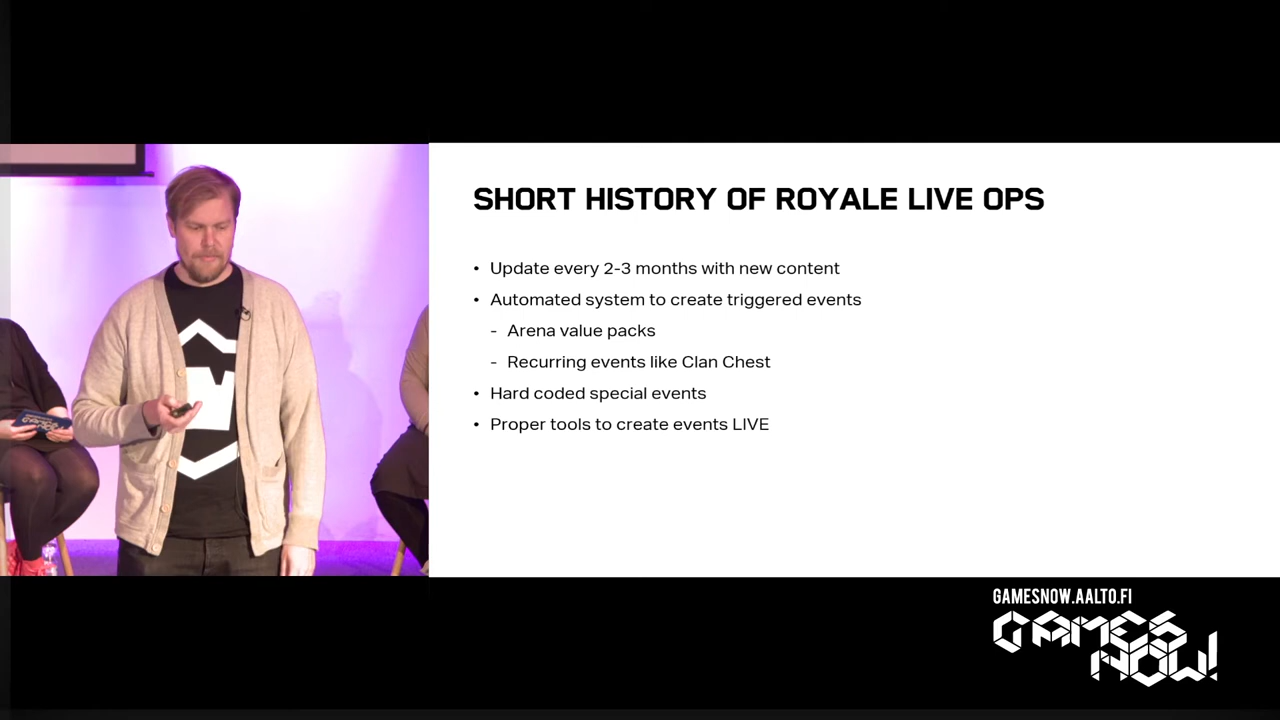 SHORT HISTORY OF ROYALE LIVE OPS
• Update every 2-3 months with new content
• Automated system to create triggered events
- Arena value packs
- Recurring events like Clan Chest
• Hard coded special events
• Proper tools to create events LIVE
GAMESNOW.AALTO.FI
GAMES
NOW!